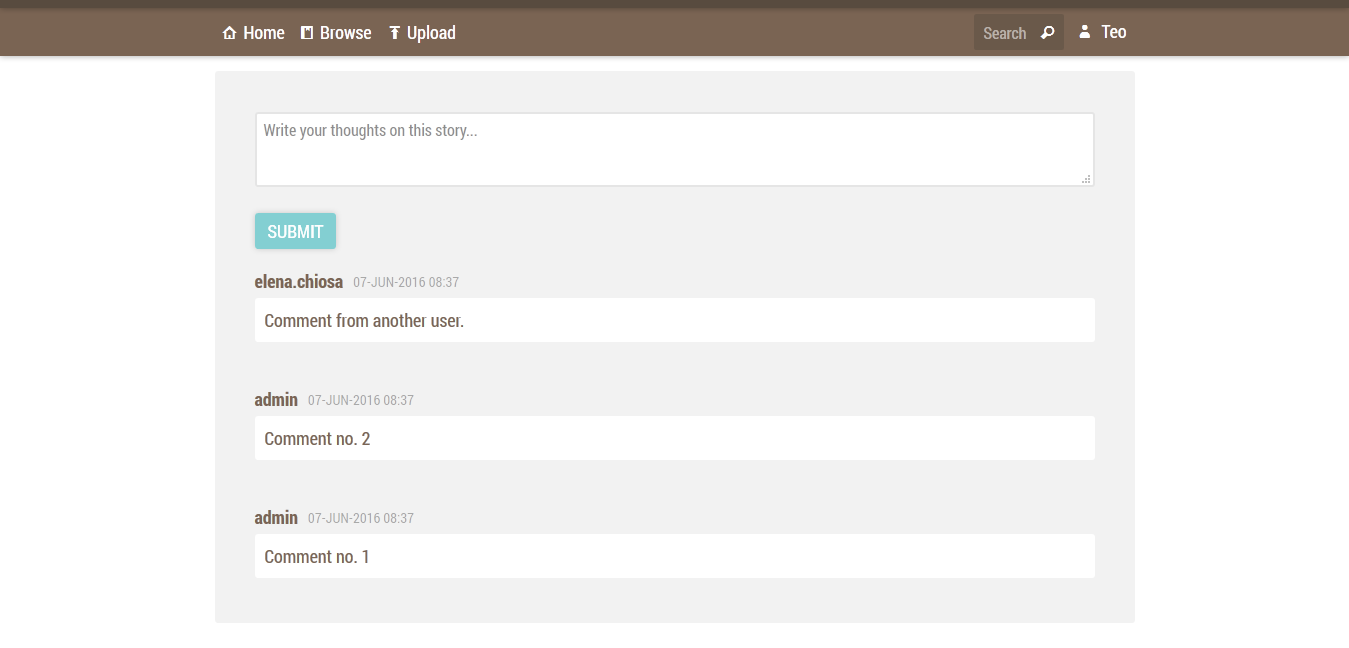 Home Browse Upload Search Teo
Write your thoughts on this story...
SUBMIT
elena.chiosa 07-JUN-2016 08:37
Comment from another user.
admin 07-JUN-2016 08:37
Comment no. 2
admin 07-JUN-2016 08:37
Comment no. 1